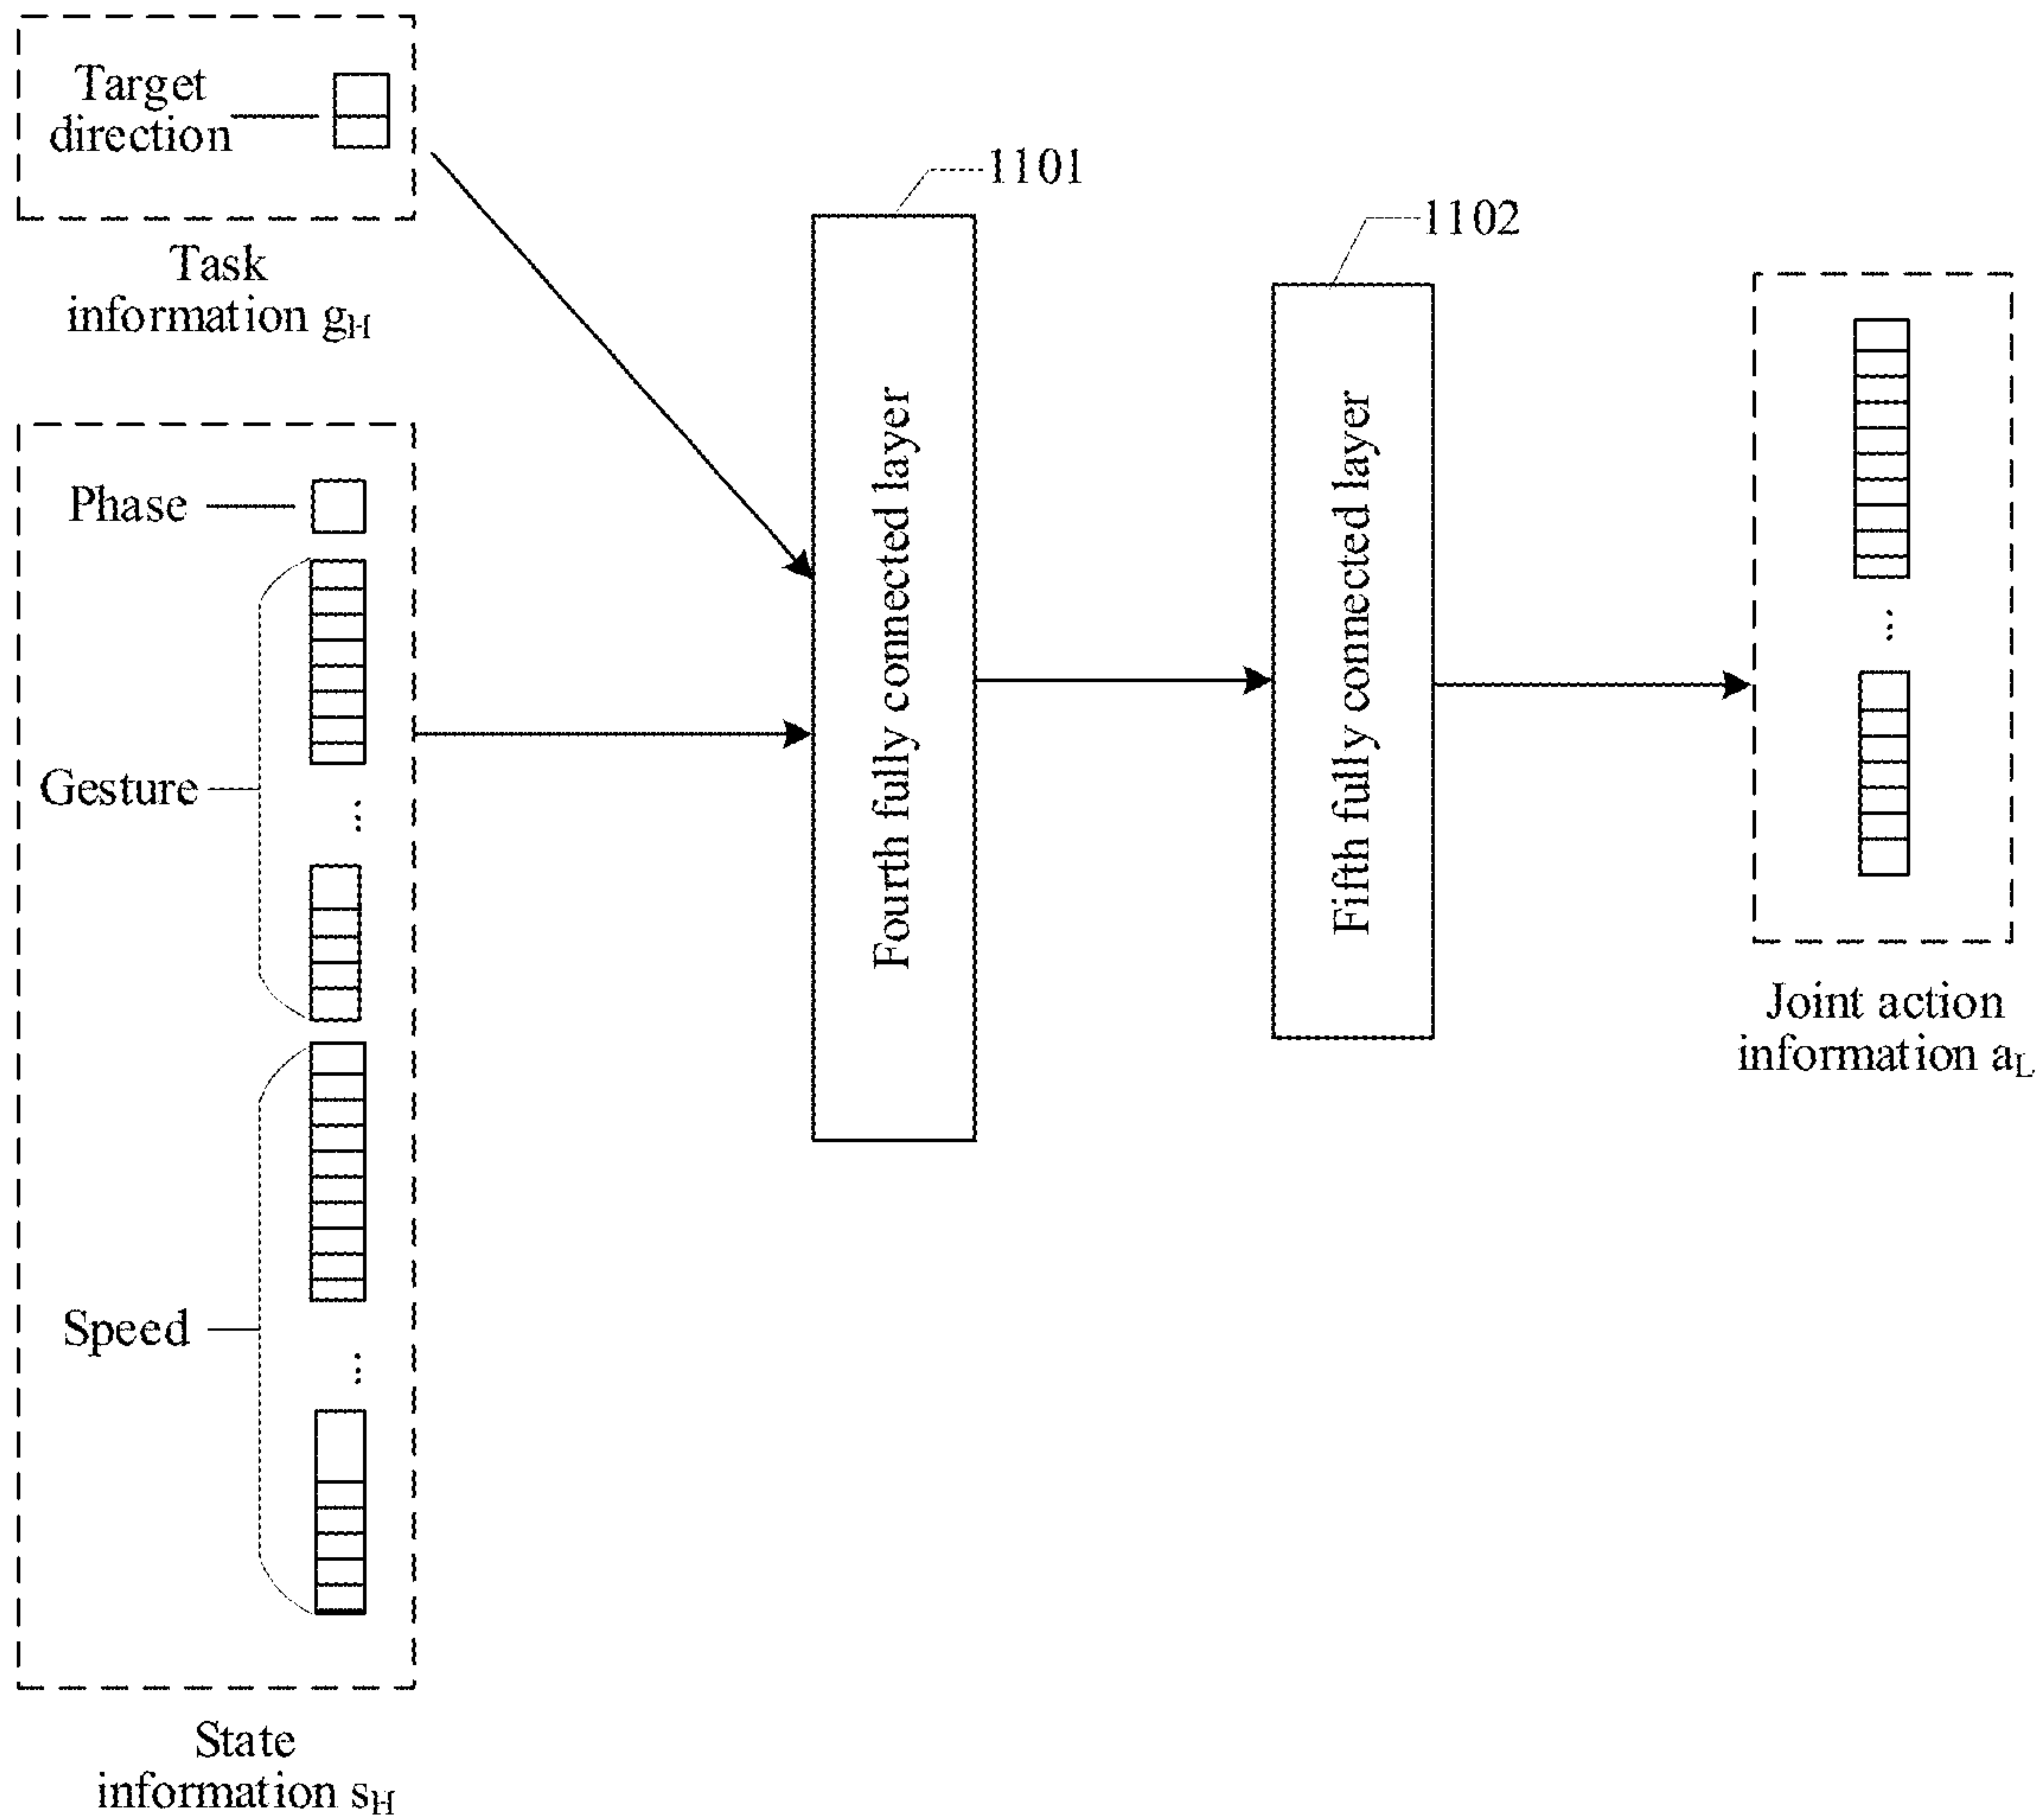 Target
direction
Task
information gH
Phase
Gesture
...
Speed
...
State
information sH
1101
Fourth fully connected layer
1102
Fifth fully connected layer
...
Joint action
information aL